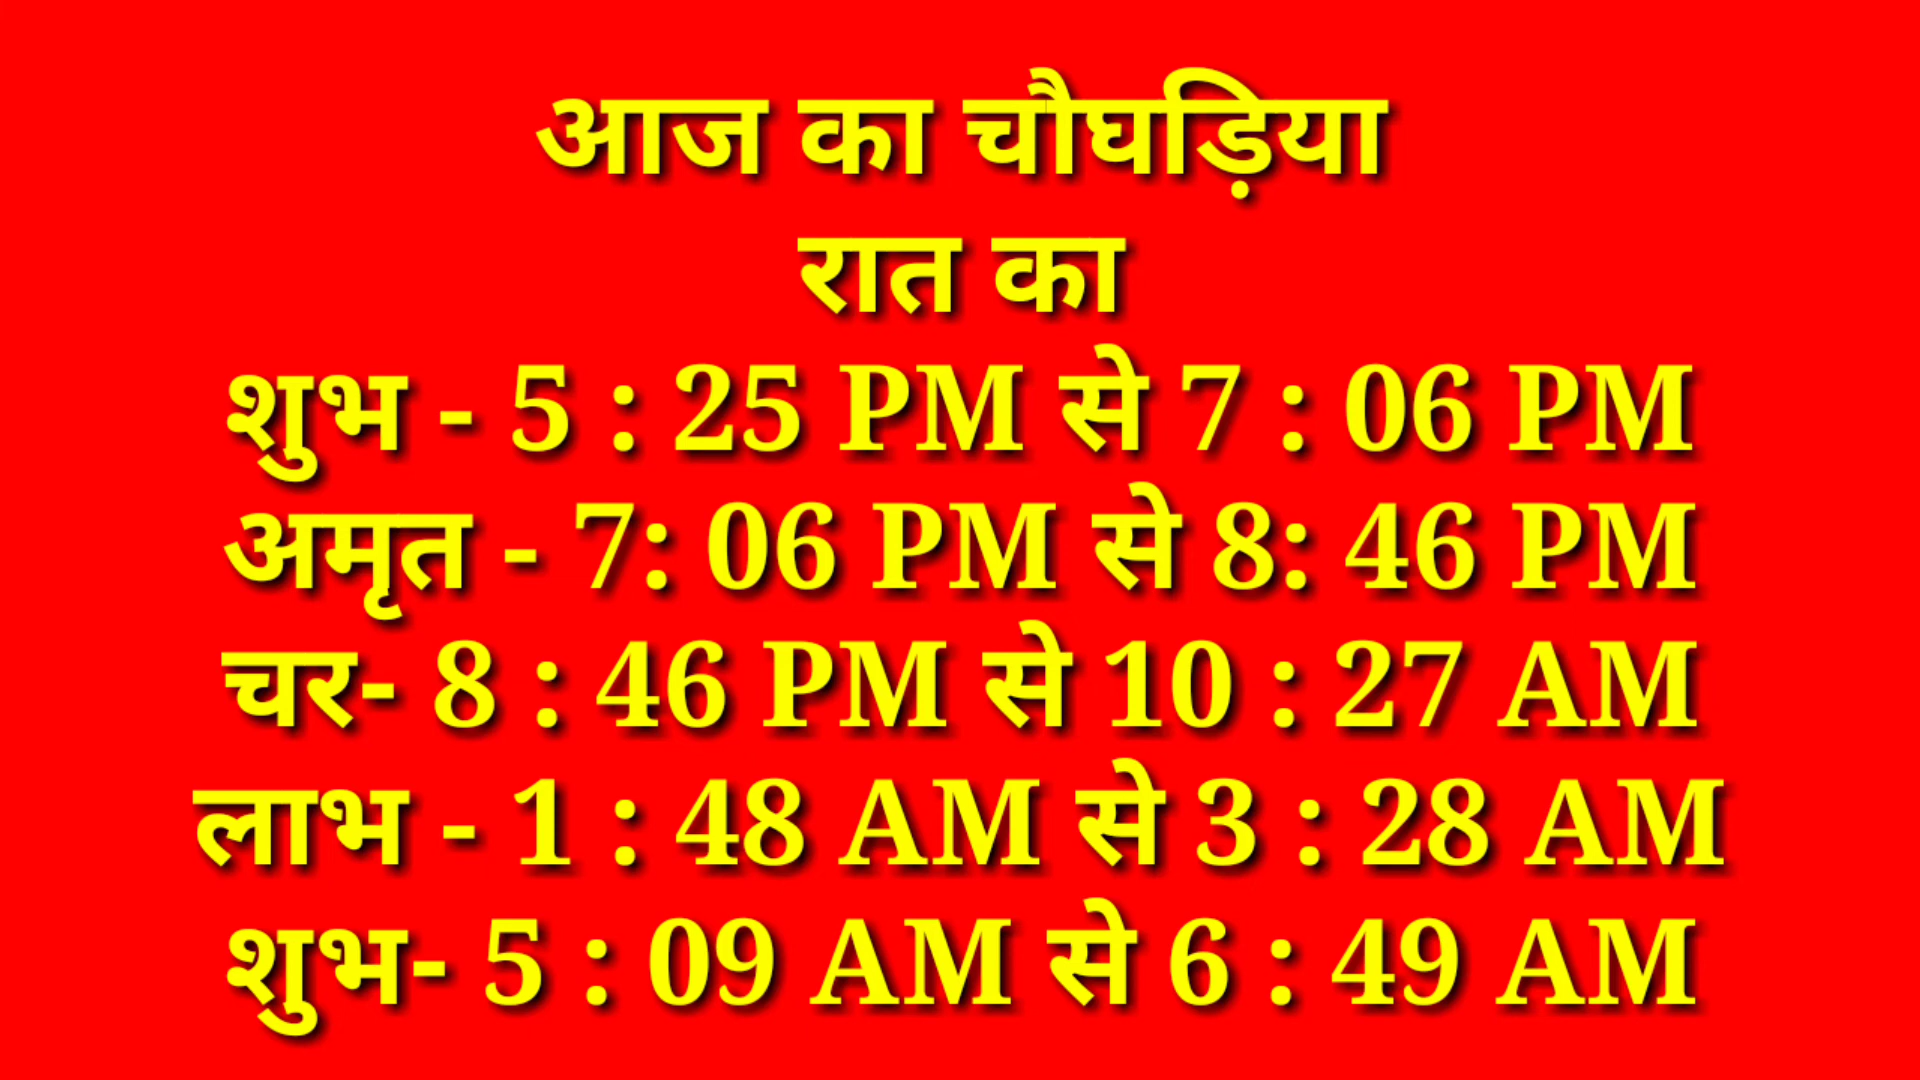 आज का चौघड़िया
रात का
शुभ - 5 : 25 PM से 7 : 06 PM
अमृत - 7: 06 PM से 8: 46 PM
चर- 8 : 46 PM से 10 : 27 AM
लाभ - 1 : 48 AM से 3 : 28 AM
शुभ- 5 : 09 AM से 6 : 49 AM